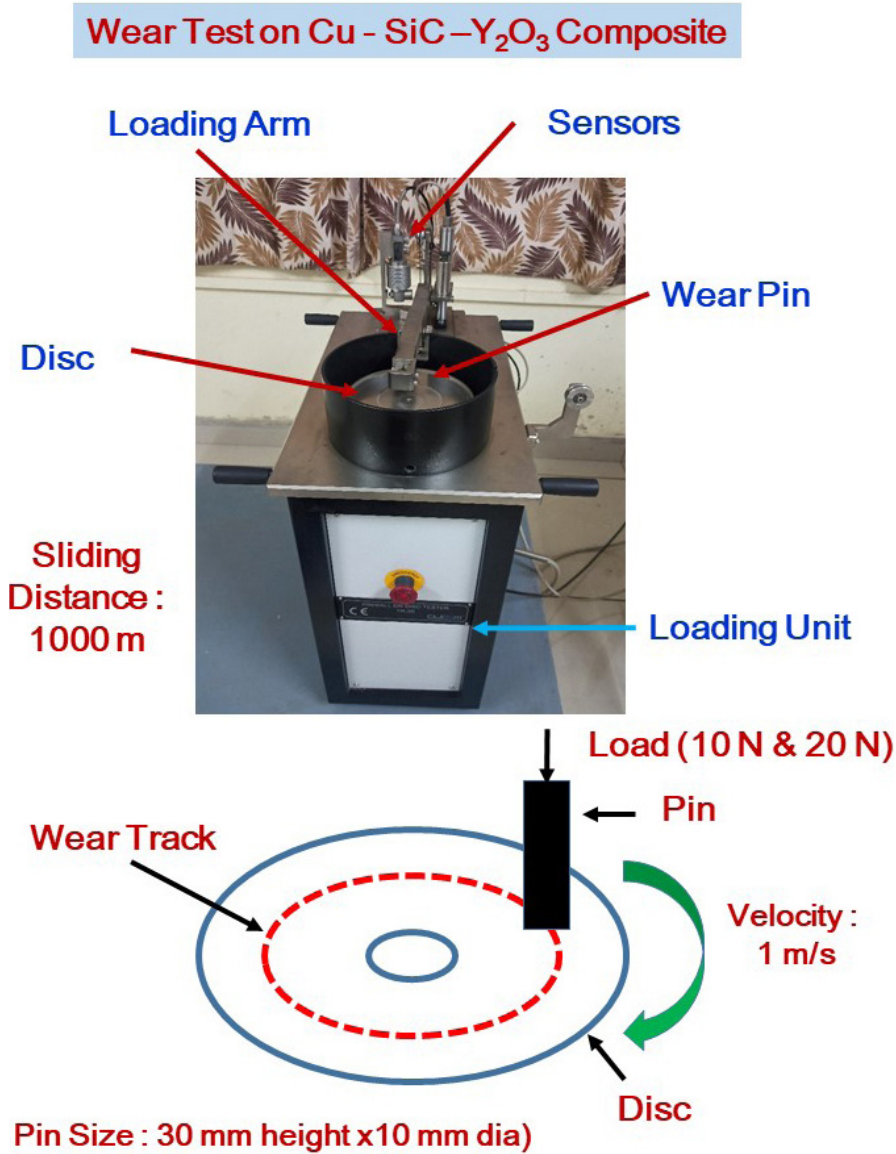 Wear Test on Cu - SiC –Y₂O₃ Composite
Loading Arm
Sensors
Wear Pin
Disc
Sliding
Distance :
1000 m
CE
Loading Unit
Load (10 N & 20 N)
Pin
Wear Track
Velocity :
1 m/s
Disc
Pin Size : 30 mm height x10 mm dia)